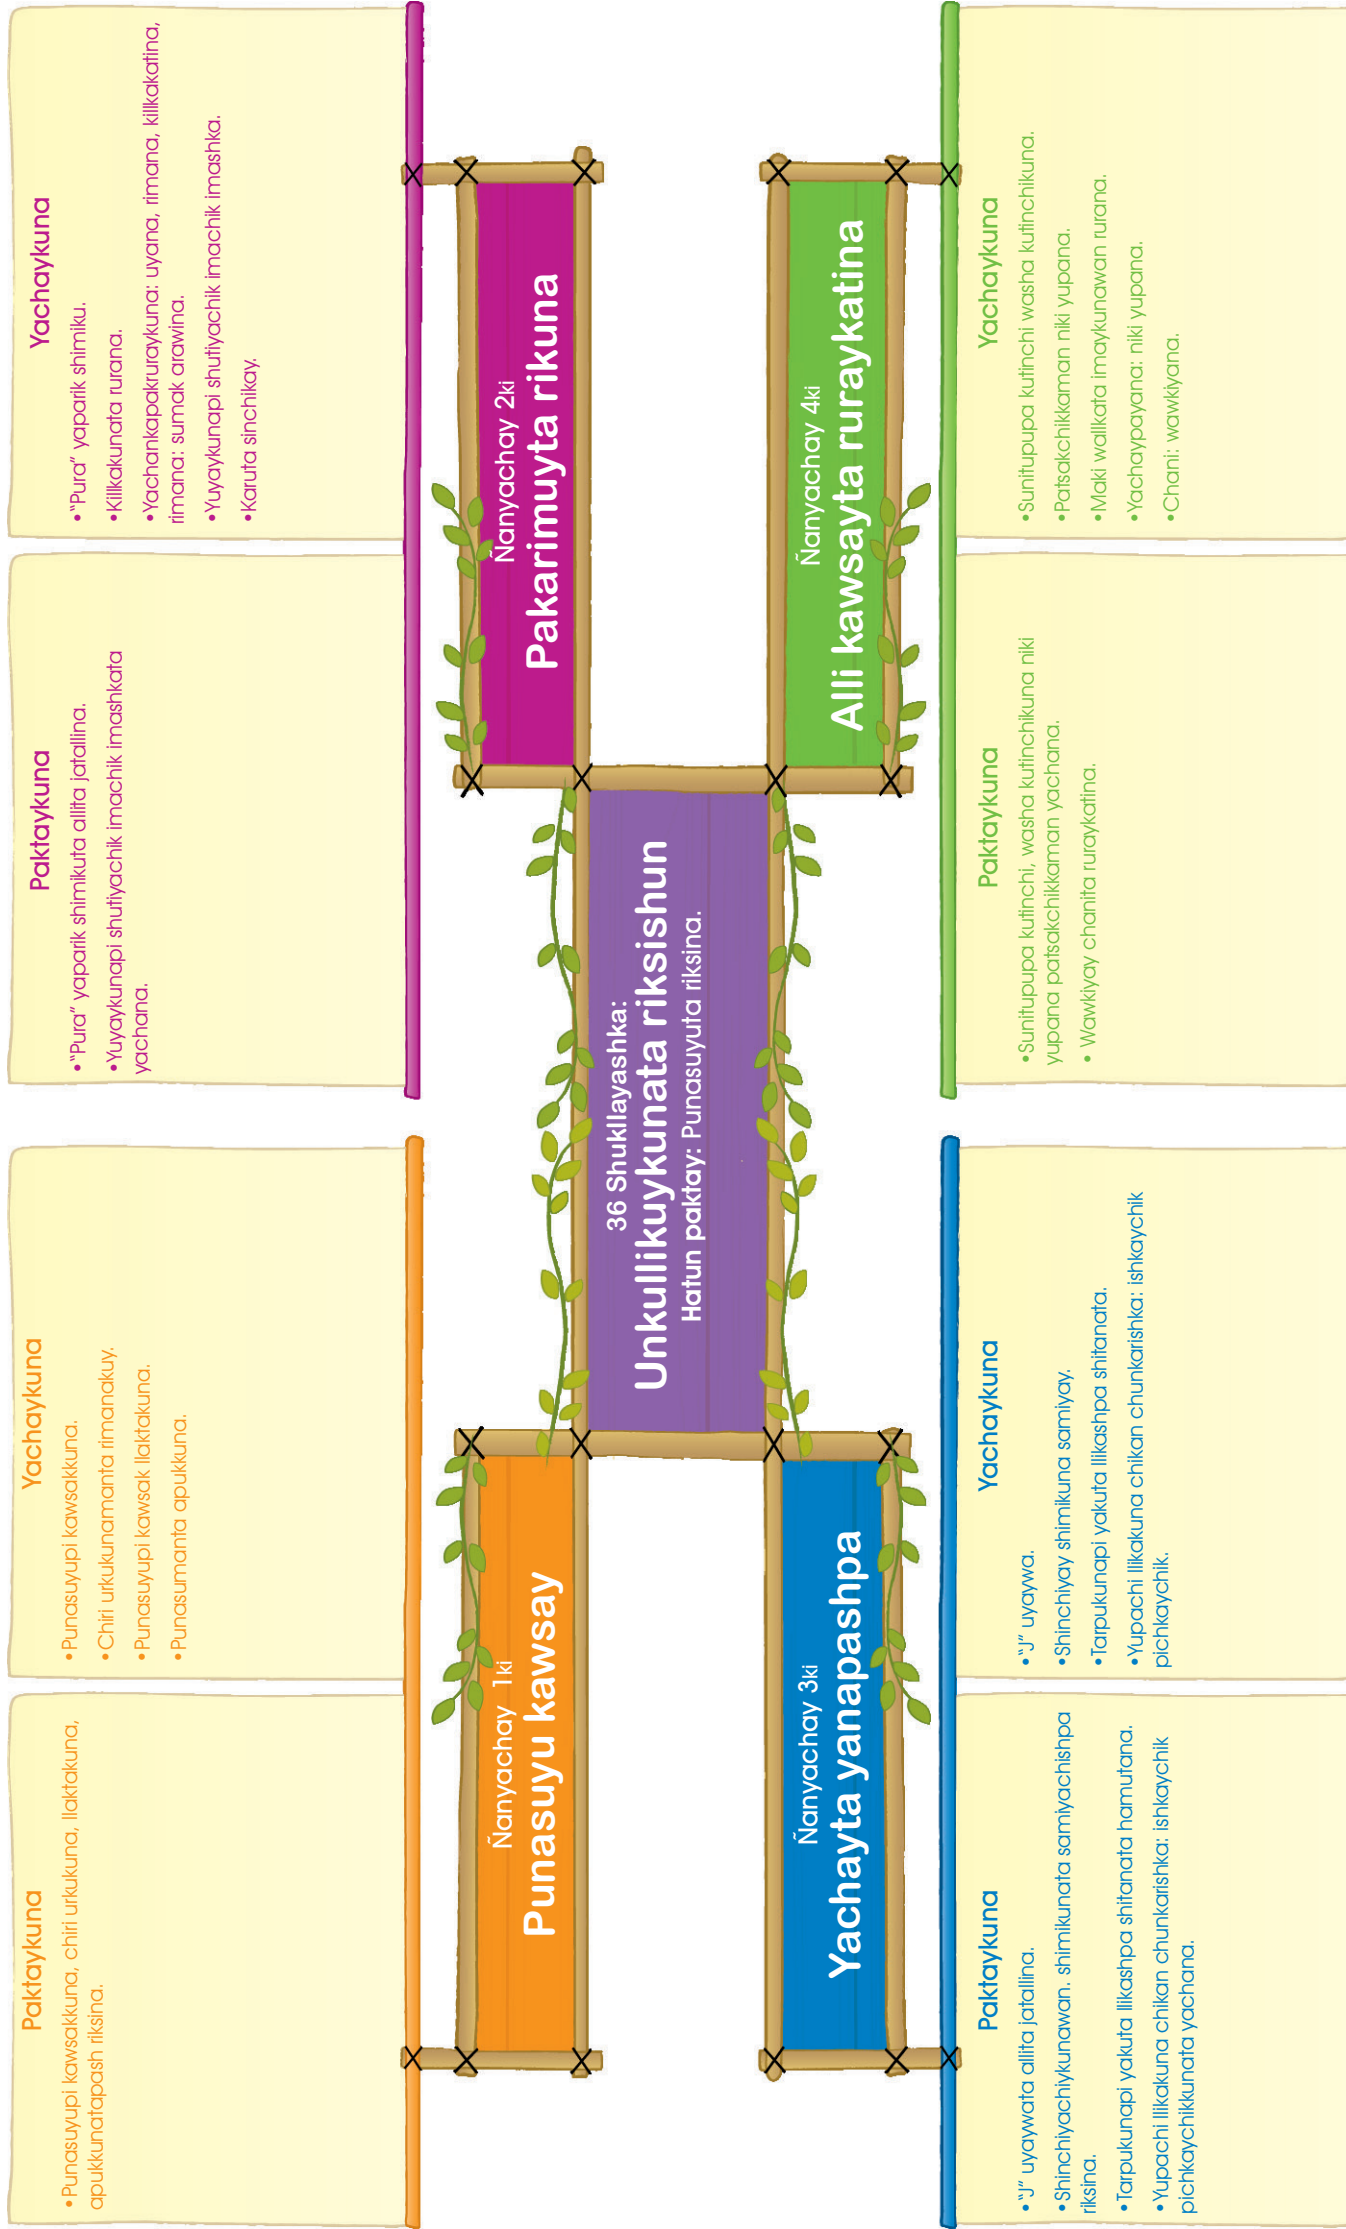 Paktaykuna
•Punasuyupi kawsakkuna, chiri urkukuna, llaktakuna,
apukkunatapash riksina.
Yachaykuna
•Punasuyupi kawsakkuna.
•Chiri urkukunamanta rimanakuy.
•Punasuyupi kawsak llaktakuna.
•Punasumanta apukkuna.
Paktaykuna
•"Pura" yaparik shimikuta allita jatallina.
•Yuyaykunapi shutiyachik imachik imashkata
yachana.
Yachaykuna
•"Pura" yaparik shimiku.
•Killkakunata rurana.
•Yachankapakruraykuna: uyana, rimana, killkakatina,
rimana: sumak arawina.
•Yuyaykunapi shutiyachik imachik imashka.
•Karuta sinchikay.
Ñanyachay 1ki
Punasuyu kawsay
Ñanyachay 2ki
Pakarimuyta rikuna
36 Shukllayashka:
Unkullikuykunata riksishun
Hatun paktay: Punasuyuta riksina.
Ñanyachay 3ki
Yachayta yanapashpa
Ñanyachay 4ki
Alli kawsayta ruraykatina
Paktaykuna
•"J" uyaywata allita jatallina.
•Shinchiyachiykunawan. shimikunata samiyachishpa
riksina.
•Tarpukunapi yakuta llikashpa shitanata hamutana.
•Yupachi llikakuna chikan chunkarishka: ishkaychik
pichkaychikkunata yachana.
Yachaykuna
•"J" uyaywa.
•Shinchiyay shimikuna samiyay.
•Tarpukunapi yakuta llikashpa shitanata.
•Yupachi llikakuna chikan chunkarishka: ishkaychik
pichkaychik.
Paktaykuna
•Sunitupupa kutinchi, washa kutinchikuna niki
yupana patsakchikkaman yachana.
• Wawkiyay chanita ruraykatina.
Yachaykuna
•Sunitupupa kutinchi washa kutinchikuna.
•Patsakchikkaman niki yupana.
•Maki wallkata imaykunawan rurana.
•Yachaypayana: niki yupana.
•Chani: wawkiyana.